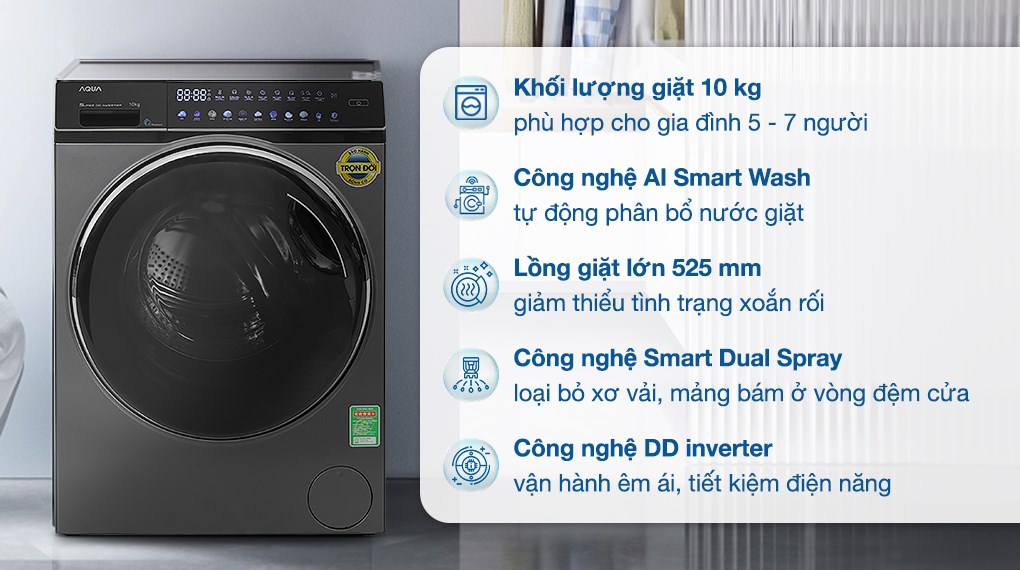 AQUA
10kg
88:88
TRỌN ĐỜI
Khối lượng giặt 10 kg
phù hợp cho gia đình 5 - 7 người
Công nghệ AI Smart Wash
tự động phân bổ nước giặt
Lồng giặt lớn 525 mm
giảm thiểu tình trạng xoắn rối
Công nghệ Smart Dual Spray
loại bỏ xơ vải, mảng bám ở vòng đệm cửa
Công nghệ DD inverter
vận hành êm ái, tiết kiệm điện năng